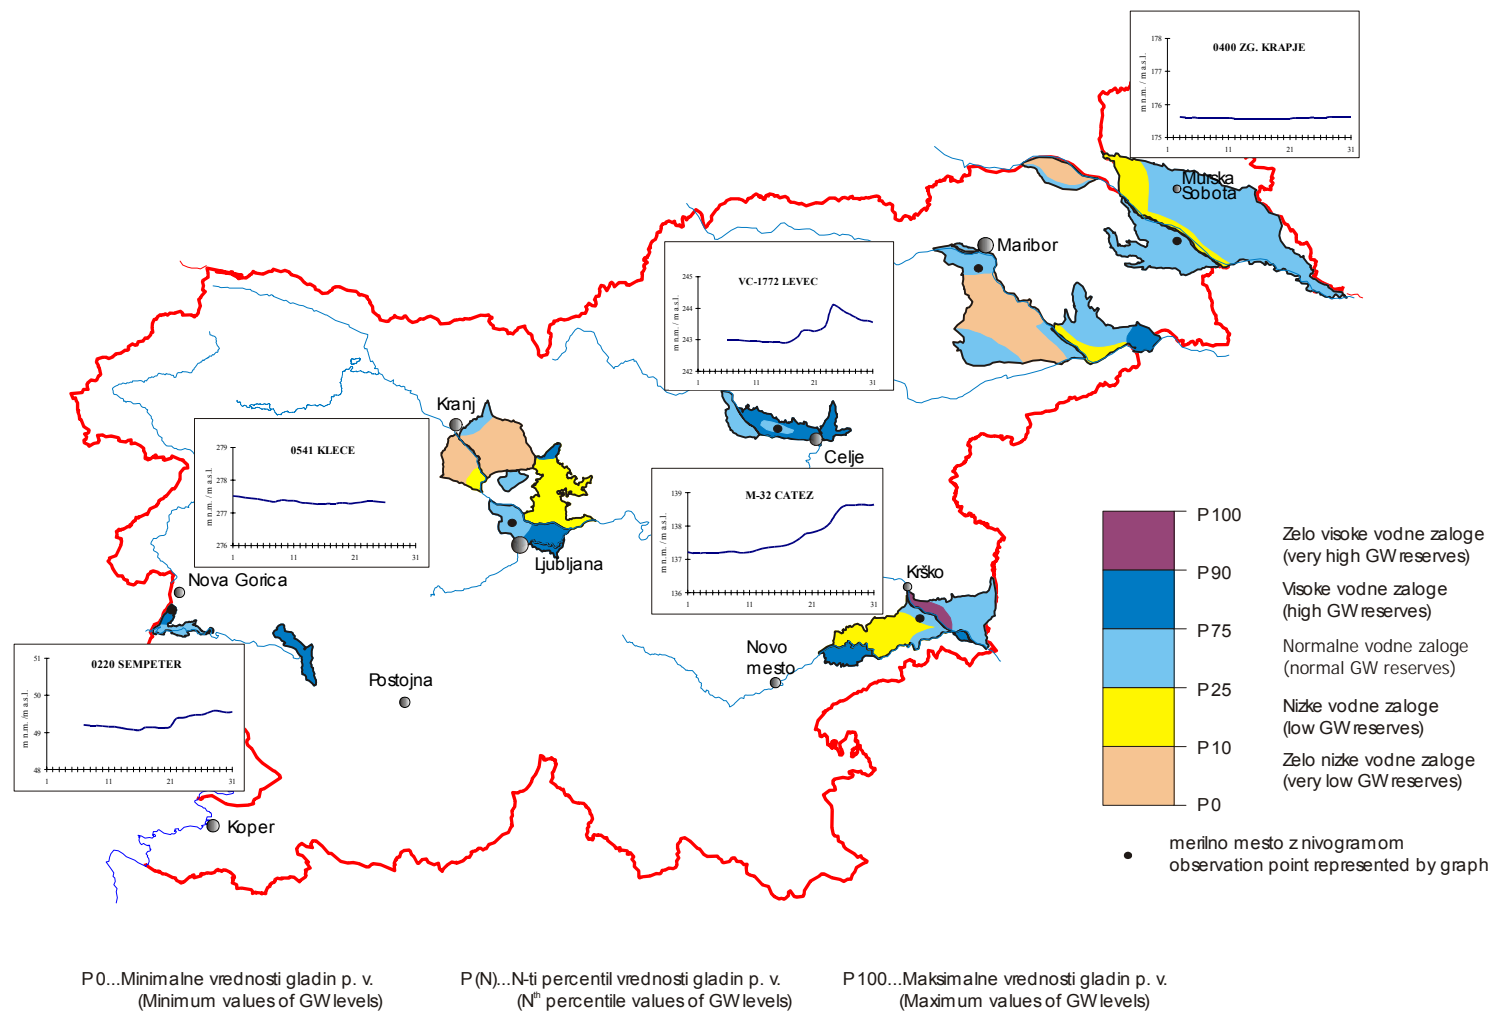 0400 ZG. KRAPJE
m n.m. / m a.s.l.
178
177
176
175
1
11
21
31
Murska
Sobota
Maribor
VC-1772 LEVEC
m n.m. / m a.s.l.
245
244
243
242
1
11
21
31
Kranj
Celje
0541 KLECE
m n.m. / m a.s.l.
279
278
277
276
1
11
21
31
M-32 CATEZ
m n.m. / m a.s.l.
139
138
137
136
1
11
21
31
Ljubljana
Nova Gorica
Krško
Novo
mesto
0220 SEMPETER
m n.m. /m a.s.l.
51
50
49
48
1
11
21
31
Postojna
Koper
P100
Zelo visoke vodne zaloge
(very high GW reserves)
P90
Visoke vodne zaloge
(high GW reserves)
P75
Normalne vodne zaloge
(normal GW reserves)
P25
Nizke vodne zaloge
(low GW reserves)
P10
Zelo nizke vodne zaloge
(very low GW reserves)
P0
merilno mesto z nivogramom
observation point represented by graph
P0...Minimalne vrednosti gladin p. v.
(Minimum values of GW levels)
P(N)...N-ti percentil vrednosti gladin p. v.
(Nth percentile values of GW levels)
P100...Maksimalne vrednosti gladin p. v.
(Maximum values of GW levels)